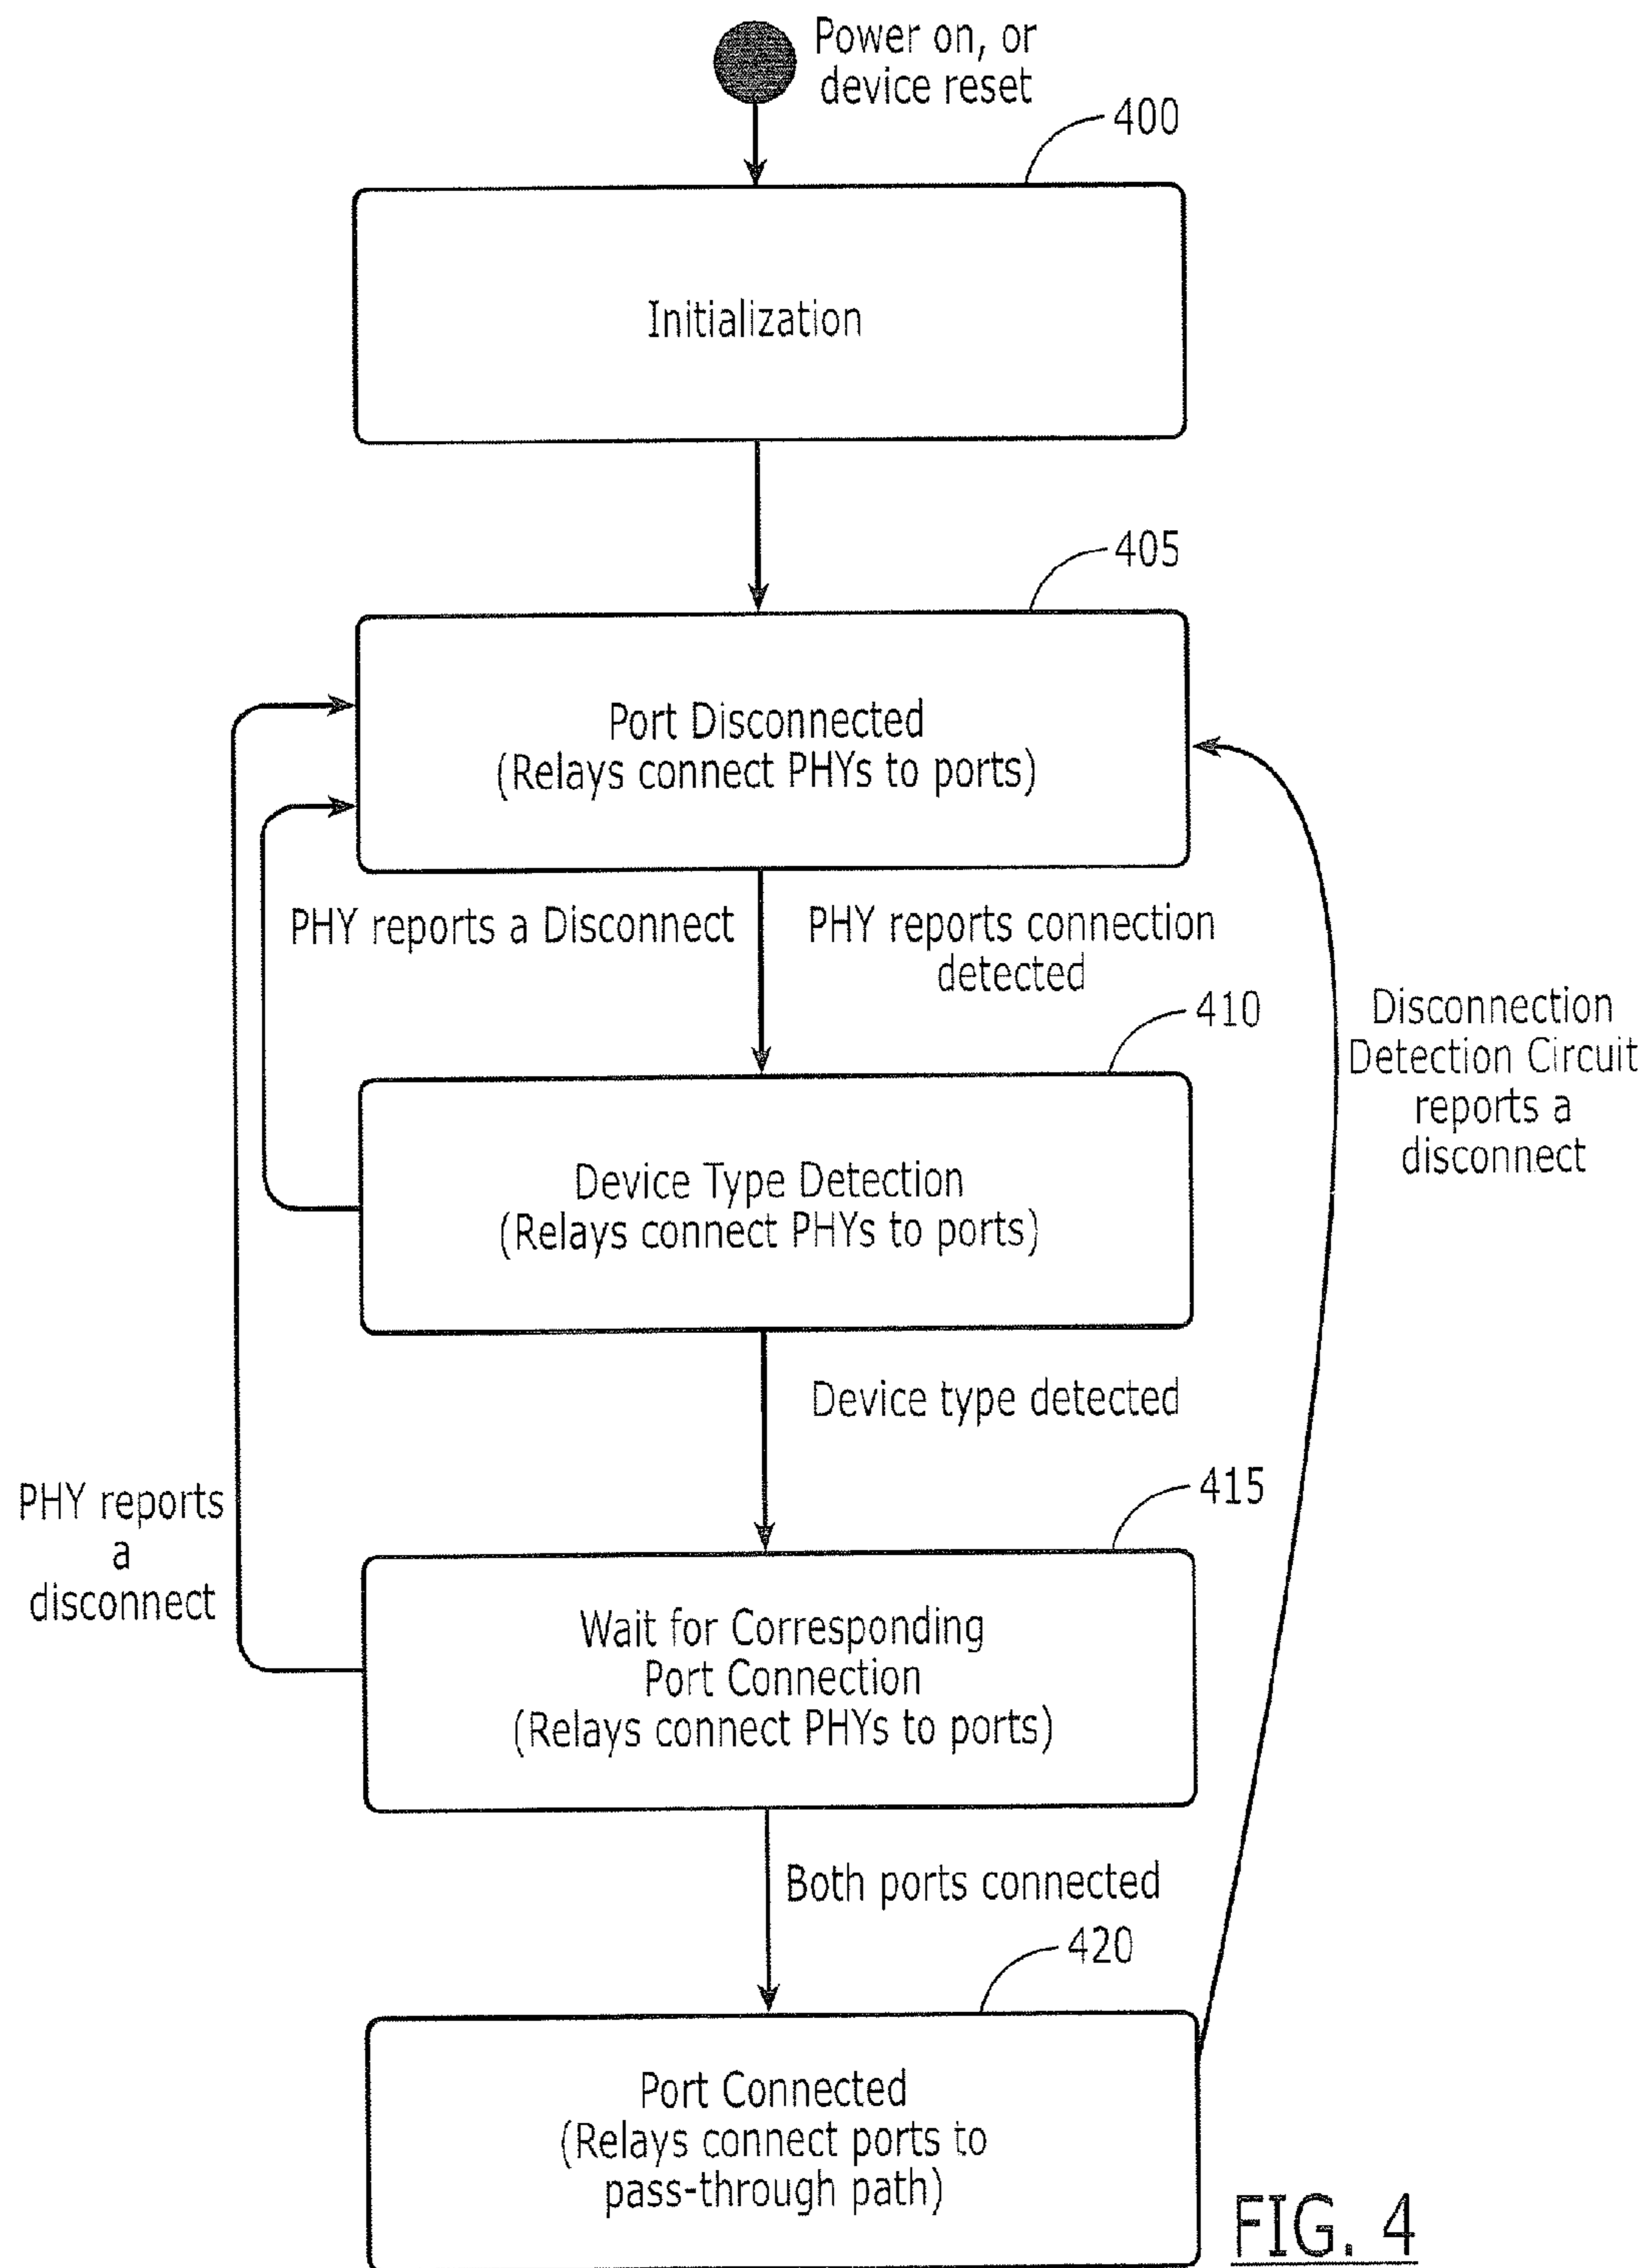 Power on, or
device reset
400
Initialization
405
Port Disconnected
(Relays connect PHYs to ports)
PHY reports a Disconnect
PHY reports connection
detected
410
Disconnection
Detection Circuit
reports a
disconnect
Device Type Detection
(Relays connect PHYs to ports)
Device type detected
415
PHY reports
a
disconnect
Wait for Corresponding
Port Connection
(Relays connect PHYs to ports)
Both ports connected
420
Port Connected
(Relays connect ports to
pass-through path)
FIG. 4